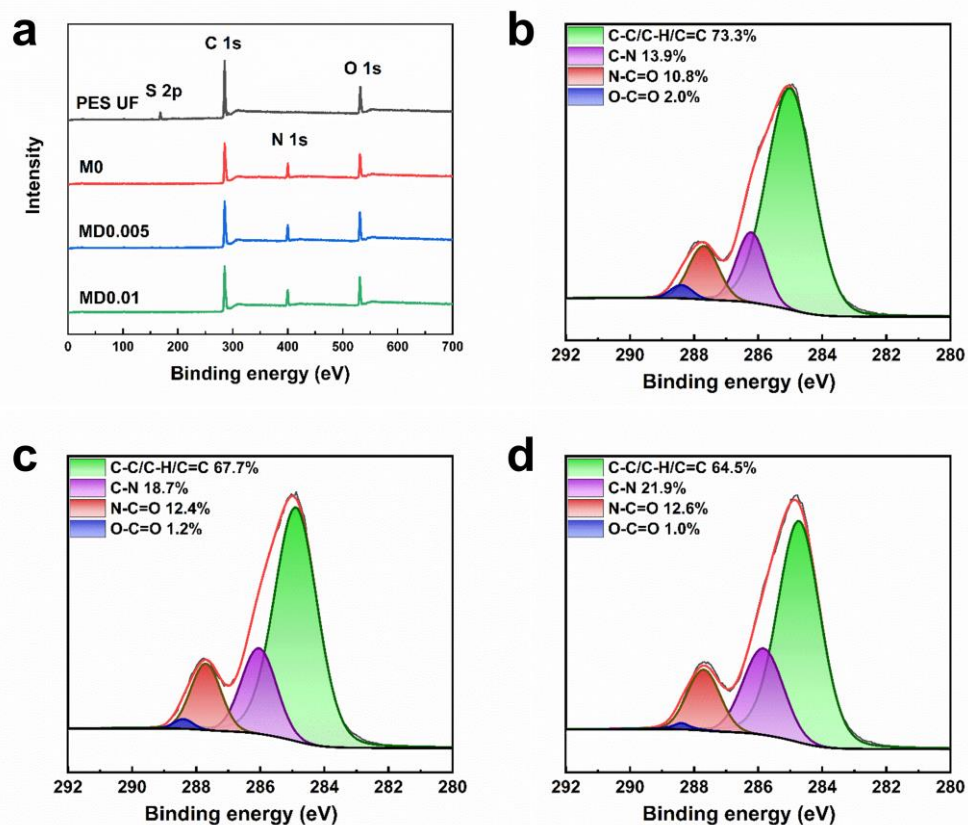 a
C 1s
O 1s
S 2p
PES UF
N 1s
M0
MD0.005
MD0.01
Intensity
0 100 200 300 400 500 600 700
Binding energy (eV)
b
C-C/C-H/C=C 73.3%
C-N 13.9%
N-C=O 10.8%
O-C=O 2.0%
292 290 288 286 284 282 280
Binding energy (eV)
c
C-C/C-H/C=C 67.7%
C-N 18.7%
N-C=O 12.4%
O-C=O 1.2%
292 290 288 286 284 282 280
Binding energy (eV)
d
C-C/C-H/C=C 64.5%
C-N 21.9%
N-C=O 12.6%
O-C=O 1.0%
292 290 288 286 284 282 280
Binding energy (eV)